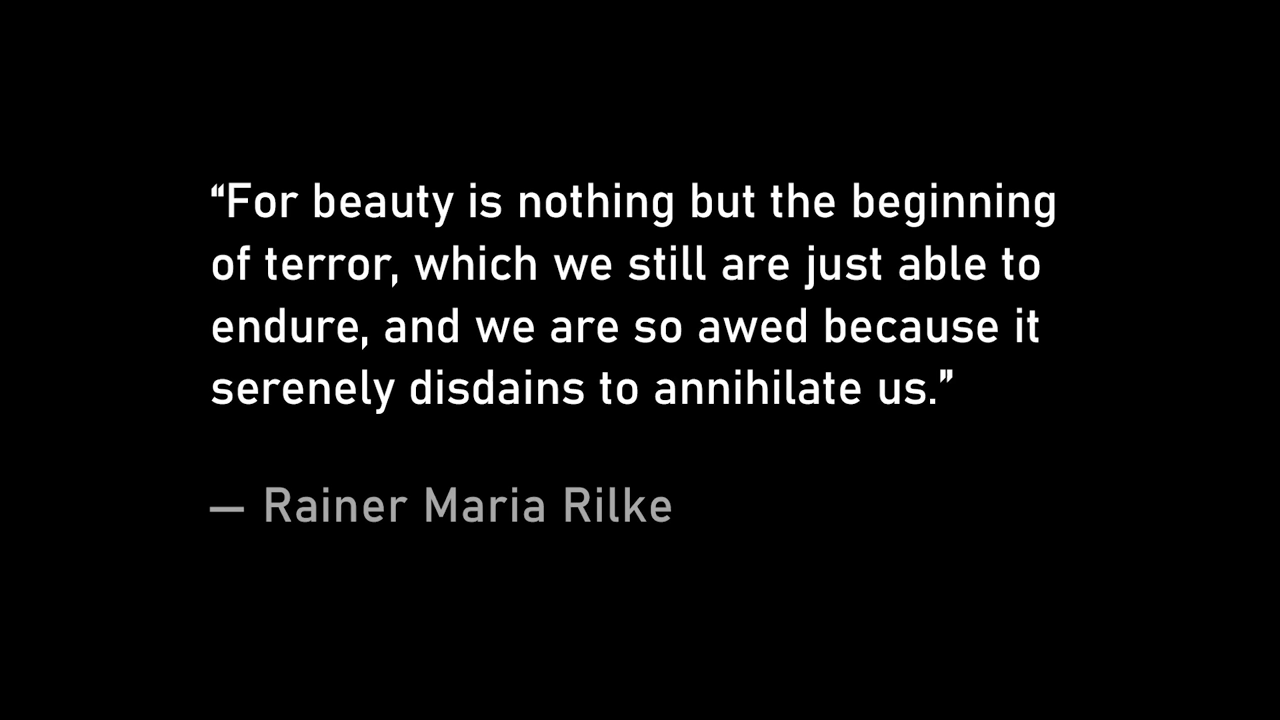 “For beauty is nothing but the beginning
of terror, which we still are just able to
endure, and we are so awed because it
serenely disdains to annihilate us.”
— Rainer Maria Rilke